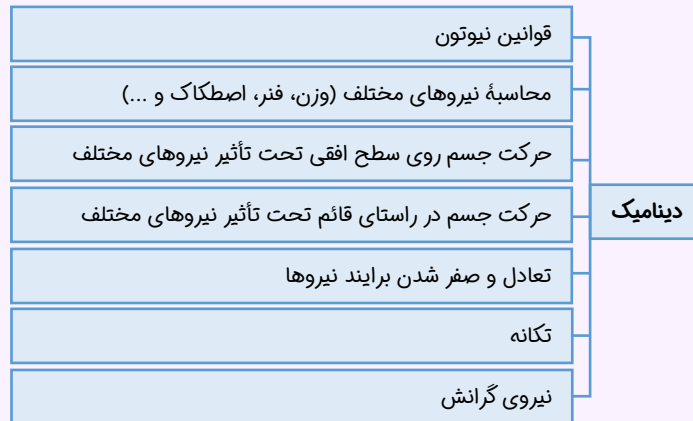 دینامیک
قوانین نیوتون
محاسبهٔ نیروهای مختلف (وزن، فنر، اصطکاک و ...)
حرکت جسم روی سطح افقی تحت تأثیر نیروهای مختلف
حرکت جسم در راستای قائم تحت تأثیر نیروهای مختلف
تعادل و صفر شدن برایند نیروها
تکانه
نیروی گرانش